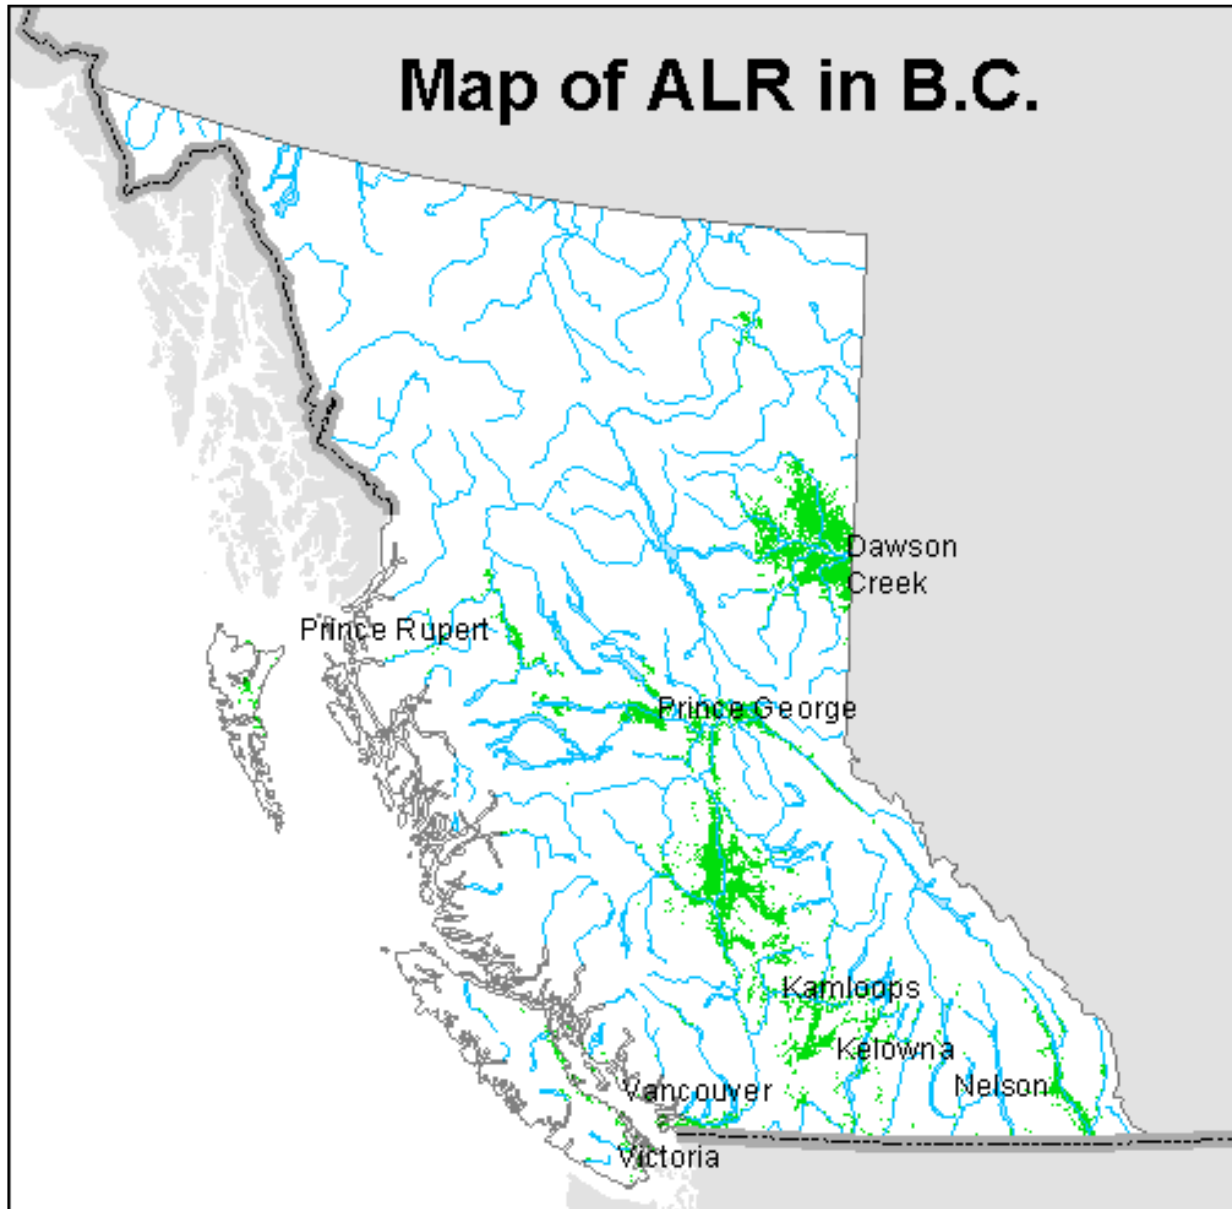 Map of ALR in B.C.
Dawson
Creek
Prince Rupert
Prince George
Kamloops
Kelowna
Nelson
Vancouver
Victoria